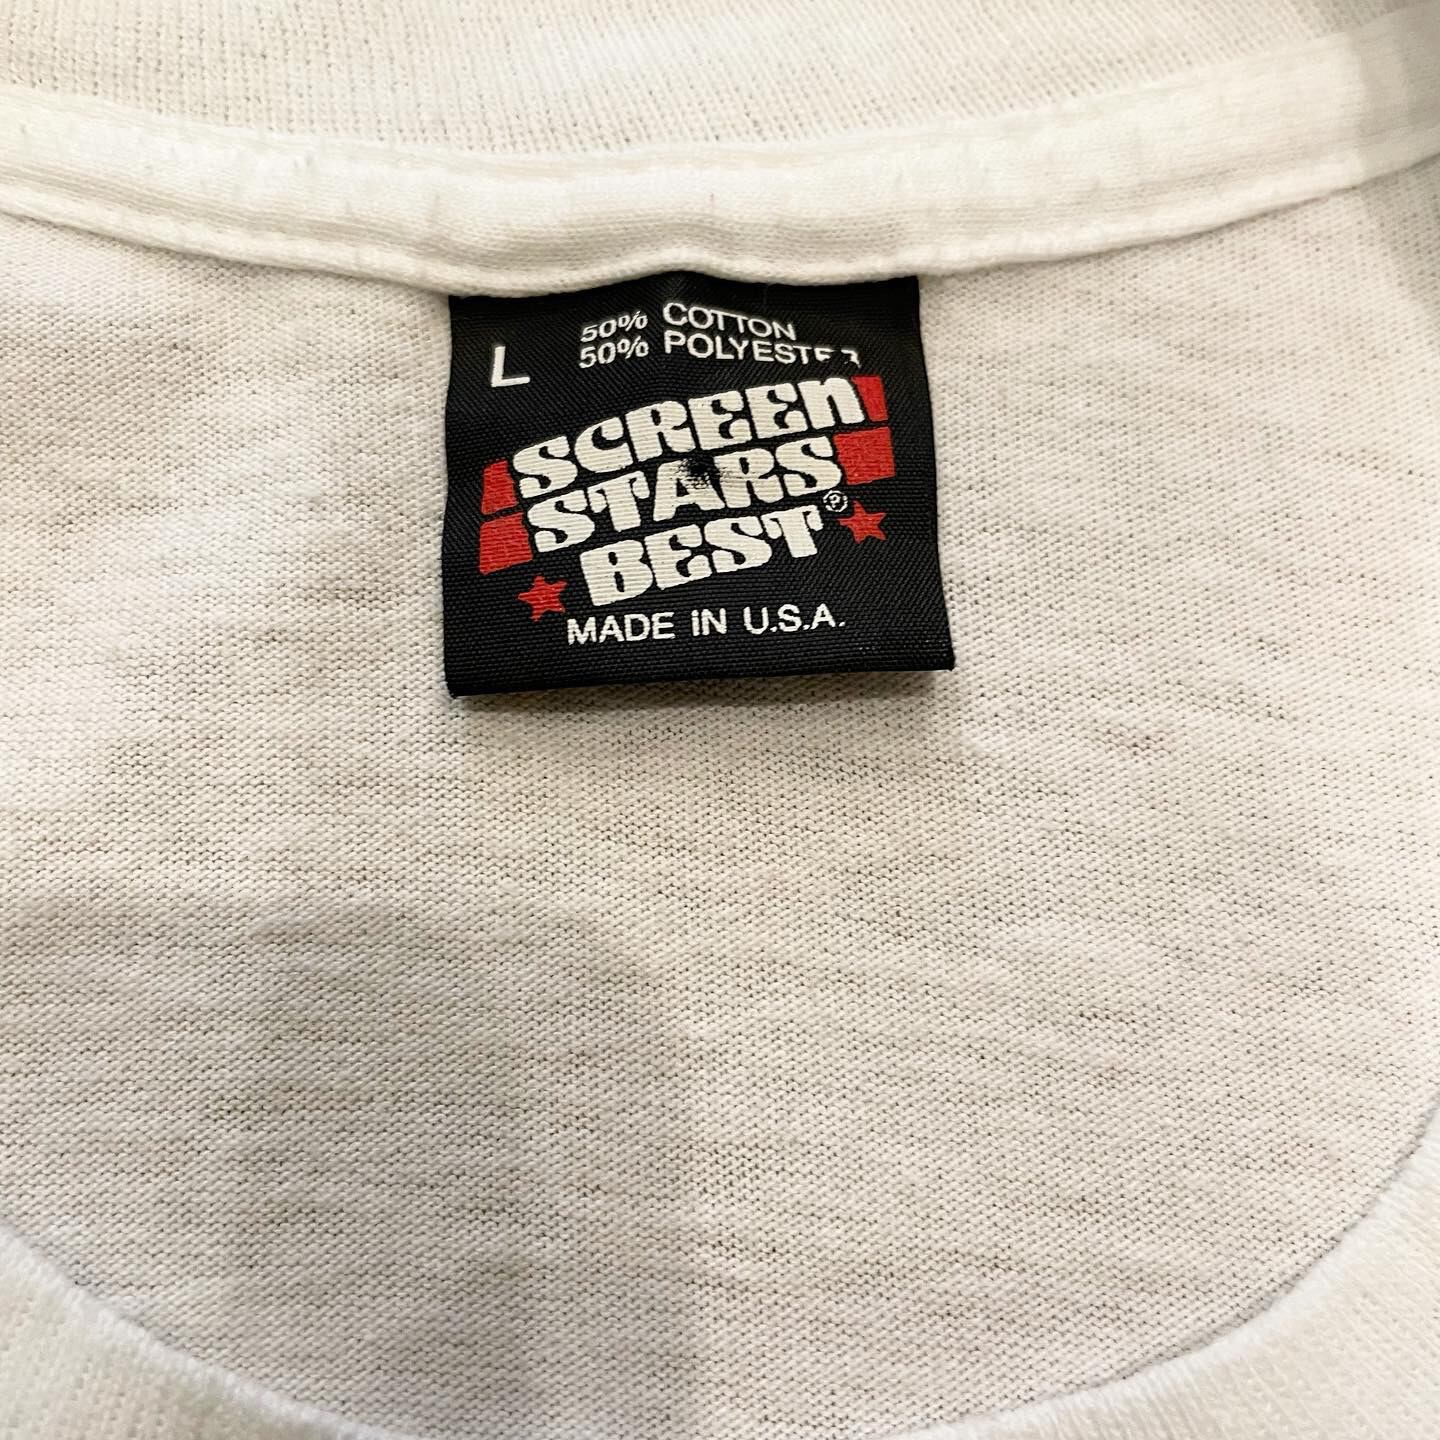 50% COTTON
L 50% POLYESTER
SCREEn
STARS
BEST®
MADE iN U.S.A.